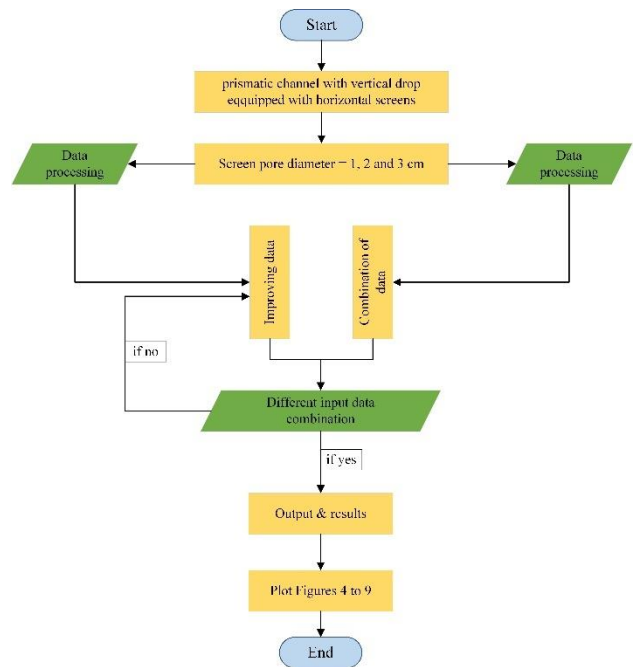 Start
prismatic channel with vertical drop
eqquipped with horizontal screens
Data
processing
Screen pore diameter = 1, 2 and 3 cm
Data
processing
Improving data
Combination of
data
if no
Different input data
combination
if yes
Output & results
Plot Figures 4 to 9
End